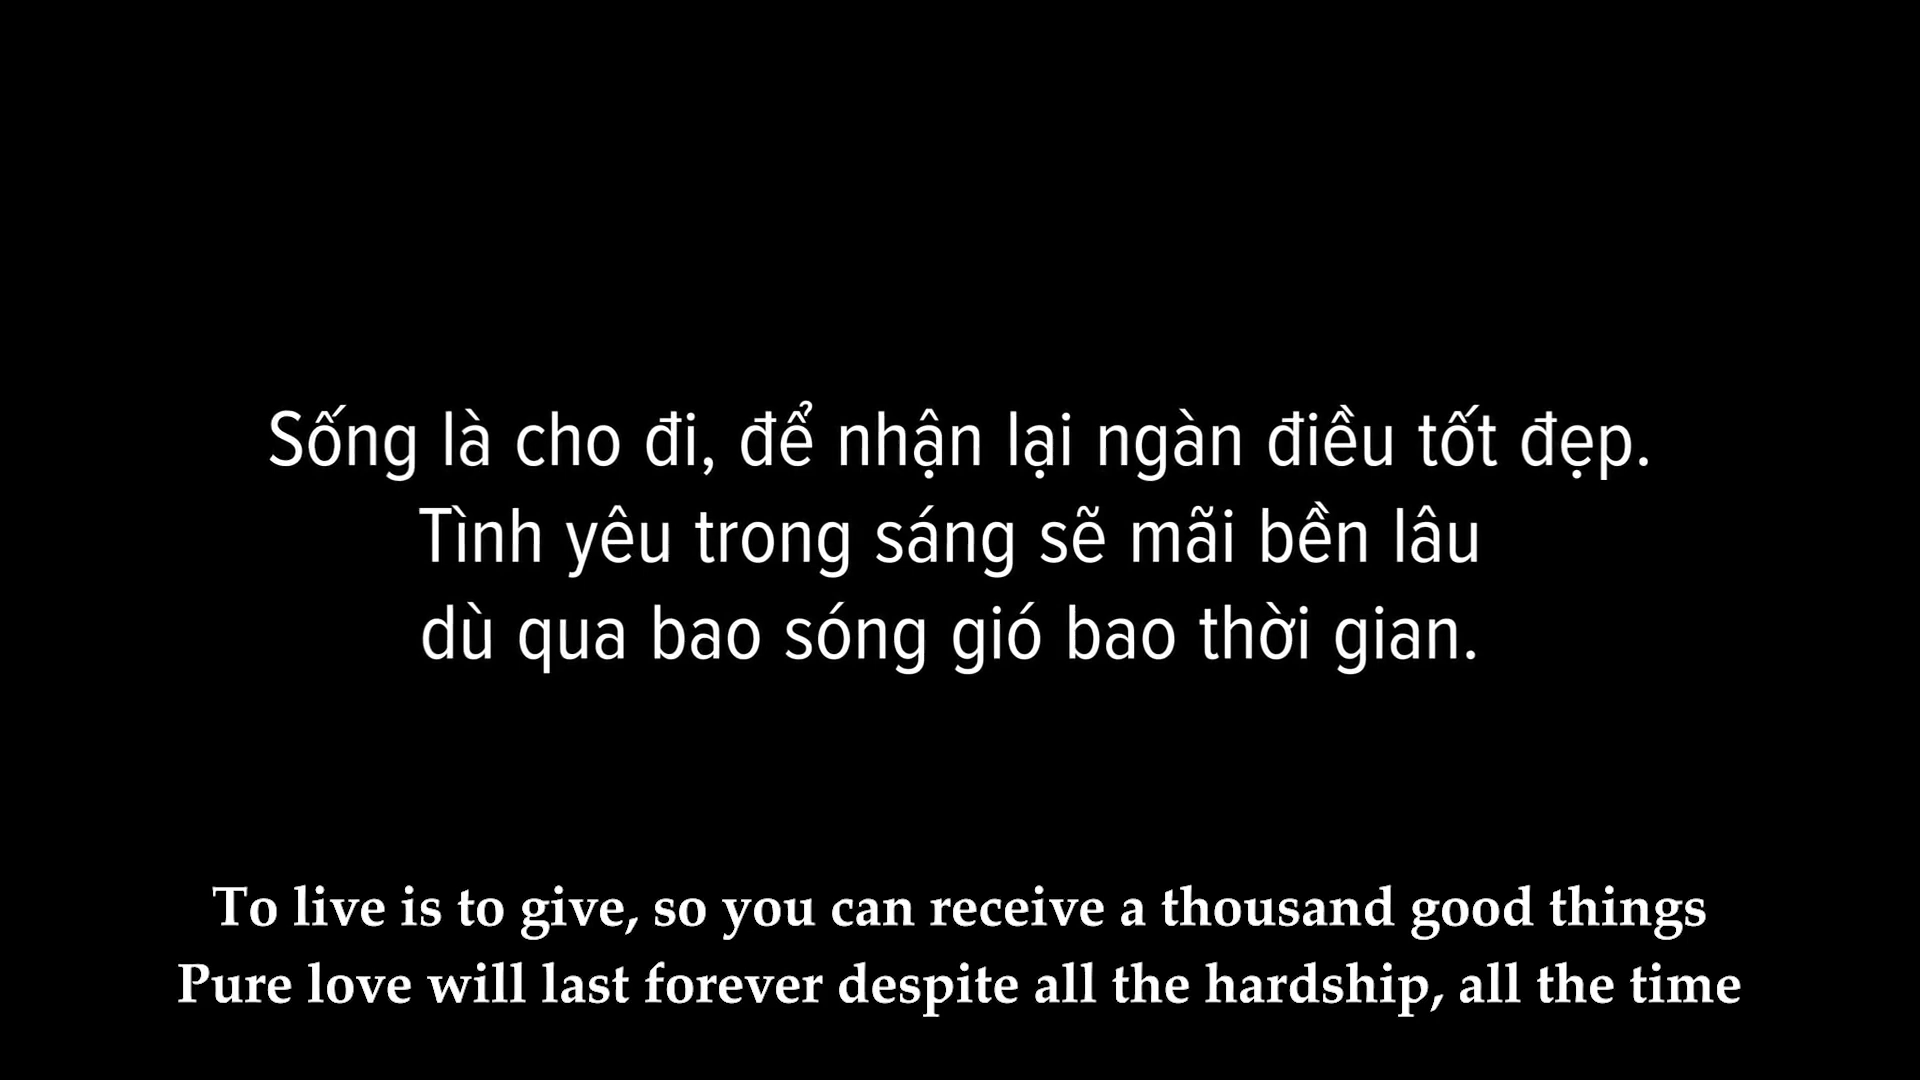 Sống là cho đi, để nhận lại ngàn điều tốt đẹp.
Tình yêu trong sáng sẽ mãi bền lâu
dù qua bao sóng gió bao thời gian.
To live is to give, so you can receive a thousand good things
Pure love will last forever despite all the hardship, all the time